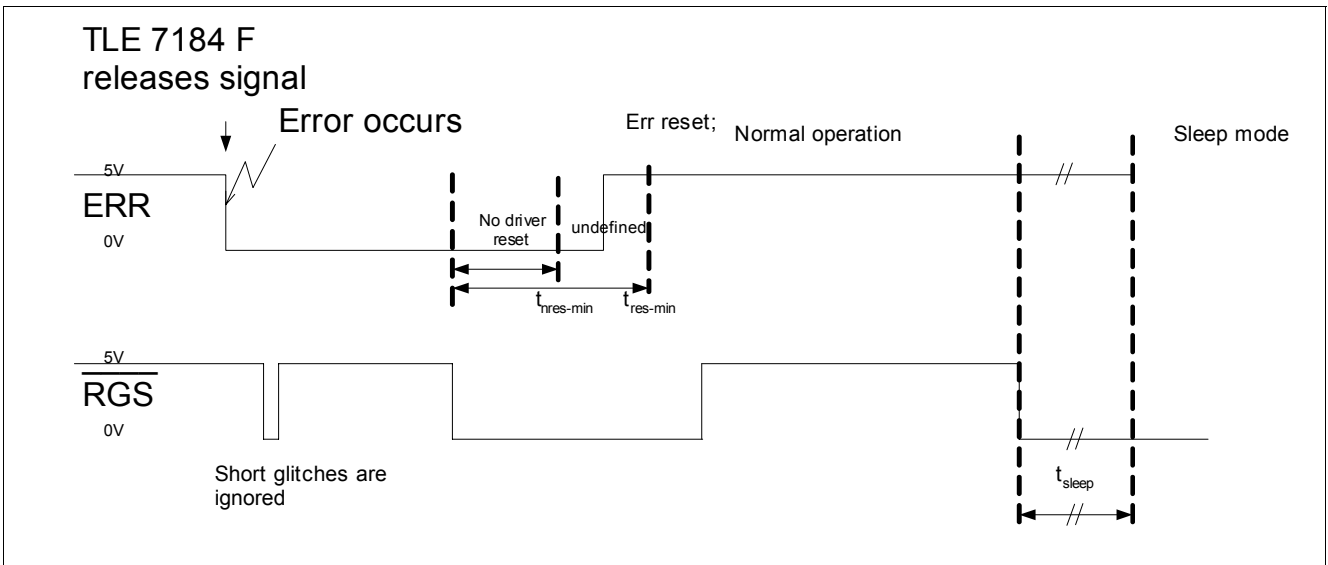 TLE 7184 F
releases signal
Error occurs
Err reset;
Normal operation
Sleep mode
5V
ERR
0V
No driver
reset
undefined
tnres-min
tres-min
5V
RGS
0V
Short glitches are
ignored
tsleep